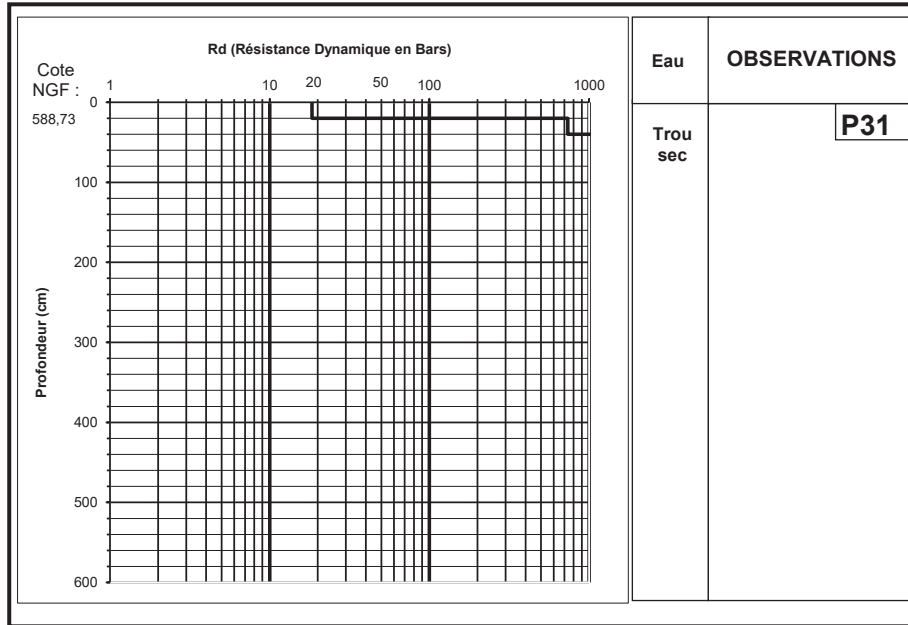 Rd (Résistance Dynamique en Bars)
Cote
NGF :
588,73
1 10 20 50 100 1000
0
100
200
300
400
500
600
Profondeur (cm)
Eau
OBSERVATIONS
Trou
sec
P31